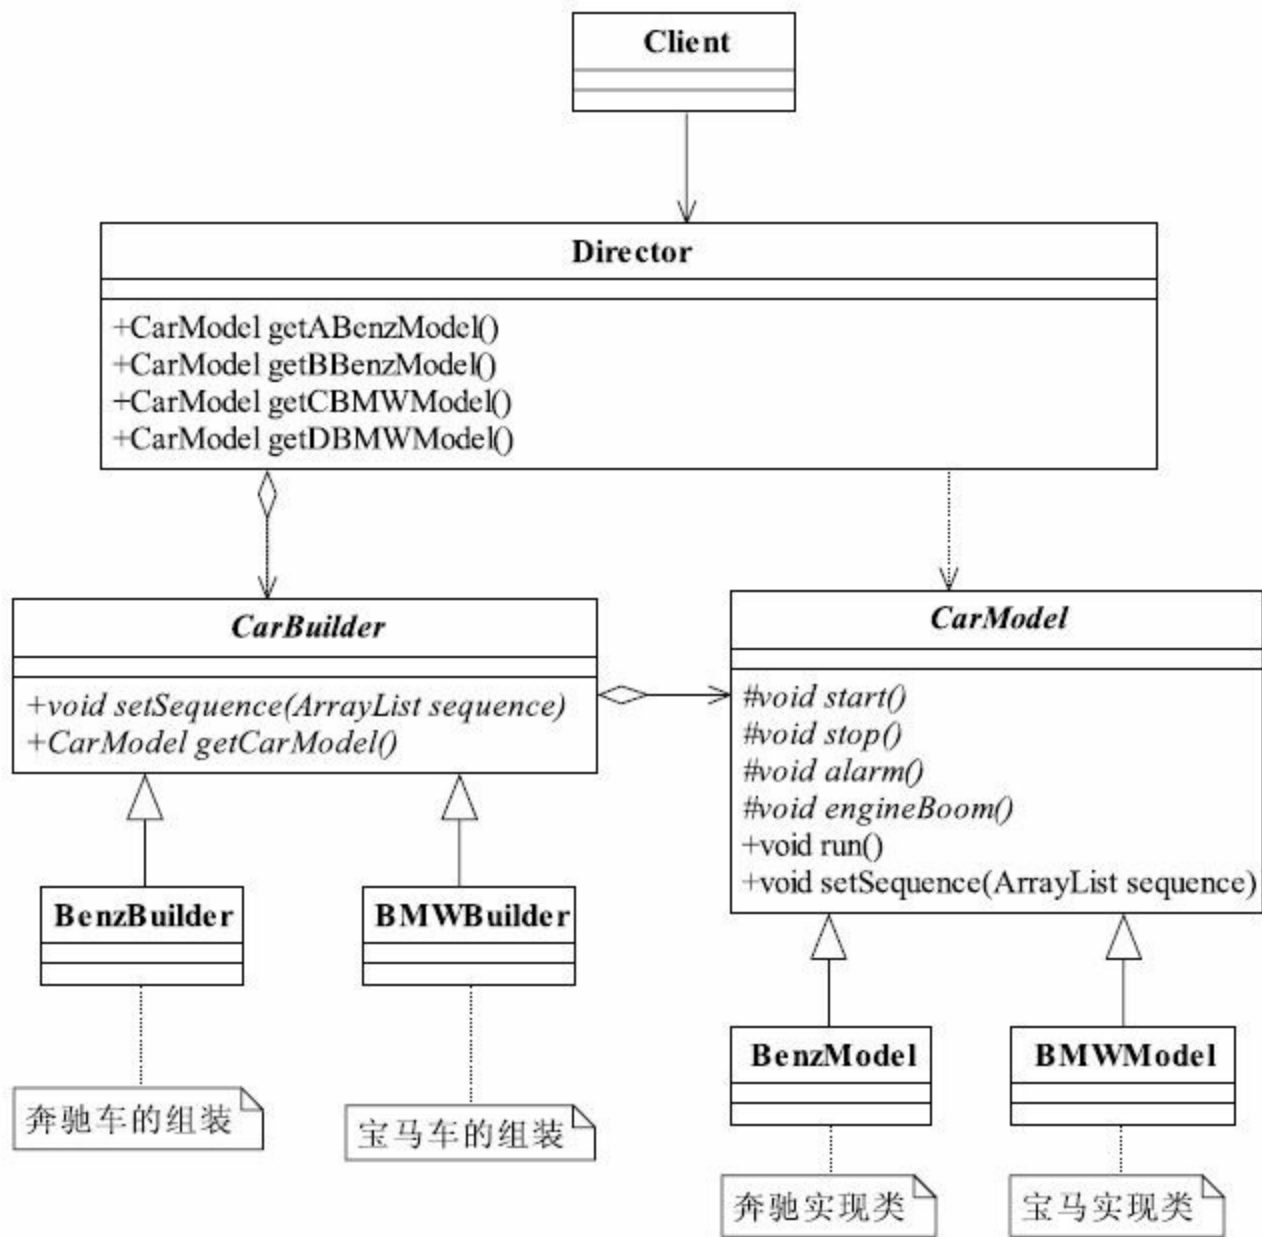 Client
Director
+CarModel getABenzModel()
+CarModel getBBenzModel()
+CarModel getCBMWModel()
+CarModel getDBMWModel()
CarBuilder
+void setSequence(ArrayList sequence)
+CarModel getCarModel()
CarModel
#void start()
#void stop()
#void alarm()
#void engineBoom()
+void run()
+void setSequence(ArrayList sequence)
BenzBuilder
BMWBuilder
BenzModel
BMWModel
奔驰车的组装
宝马车的组装
奔驰实现类
宝马实现类